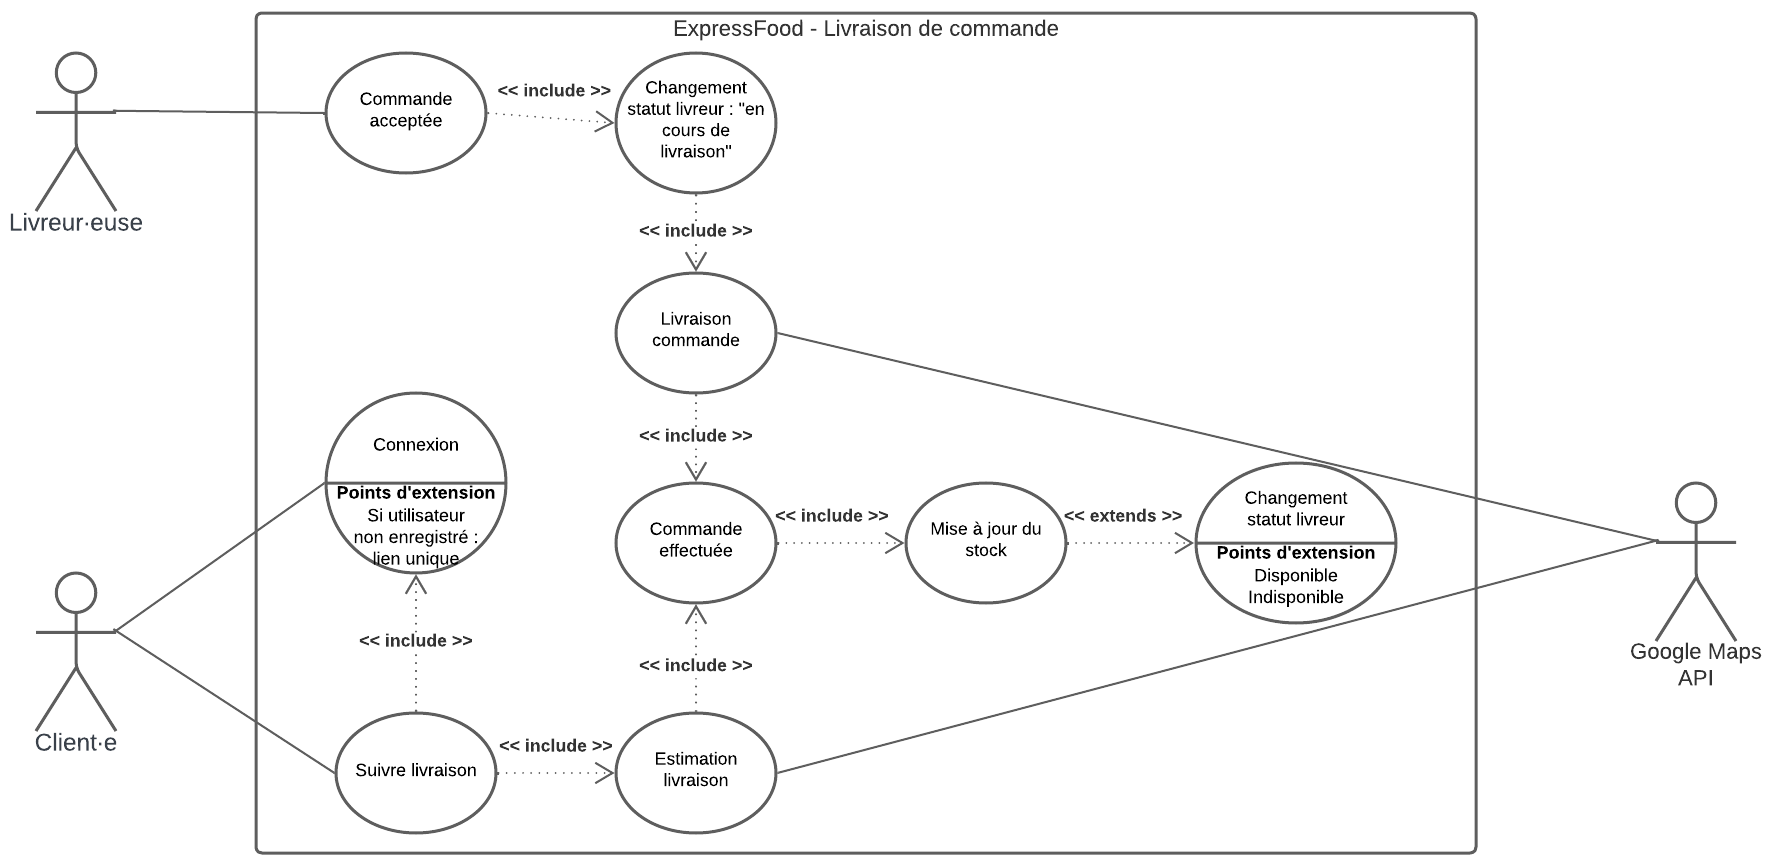 ExpressFood - Livraison de commande
Commande
acceptée
<< include >>
Changement
statut livreur : "en
cours de
livraison"
Livreur·euse
<< include >>
Livraison
commande
<< include >>
Connexion
Points d'extension
Si utilisateur
non enregistré :
lien unique
Commande
effectuée
<< include >>
Mise à jour du
stock
<< extends >>
Changement
statut livreur
Points d'extension
Disponible
Indisponible
<< include >>
<< include >>
Google Maps
API
Client·e
Suivre livraison
<< include >>
Estimation
livraison